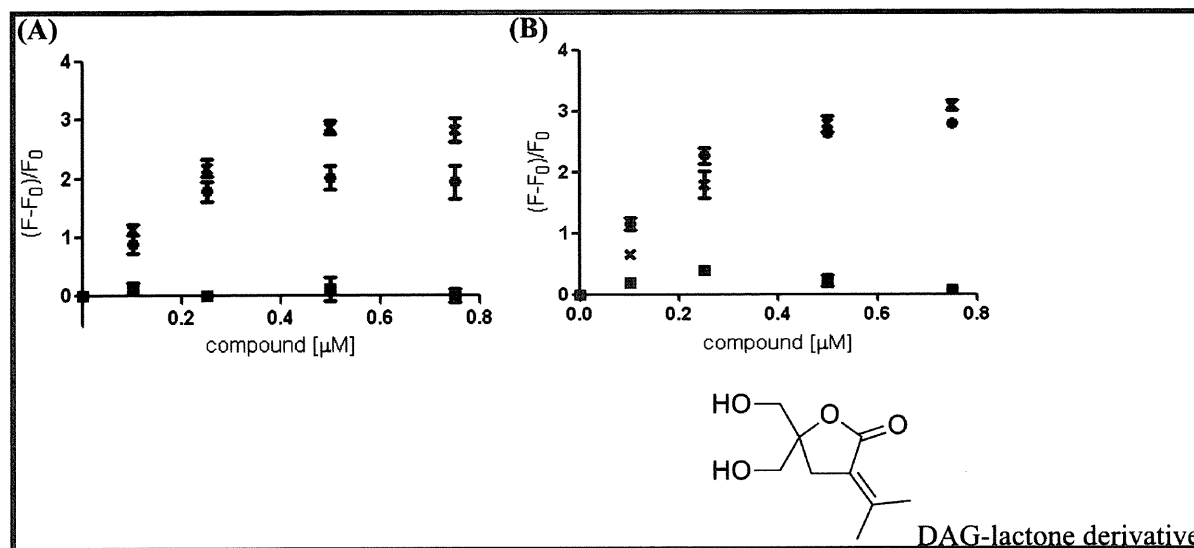 (A)
4
3
2
1
0
(F-F₀)/F₀
0.2 0.4 0.6 0.8
compound [μM]
(B)
4
3
2
1
0
(F-F₀)/F₀
0.0 0.2 0.4 0.6 0.8
compound [μM]
HO
O
O
HO
DAG-lactone derivative